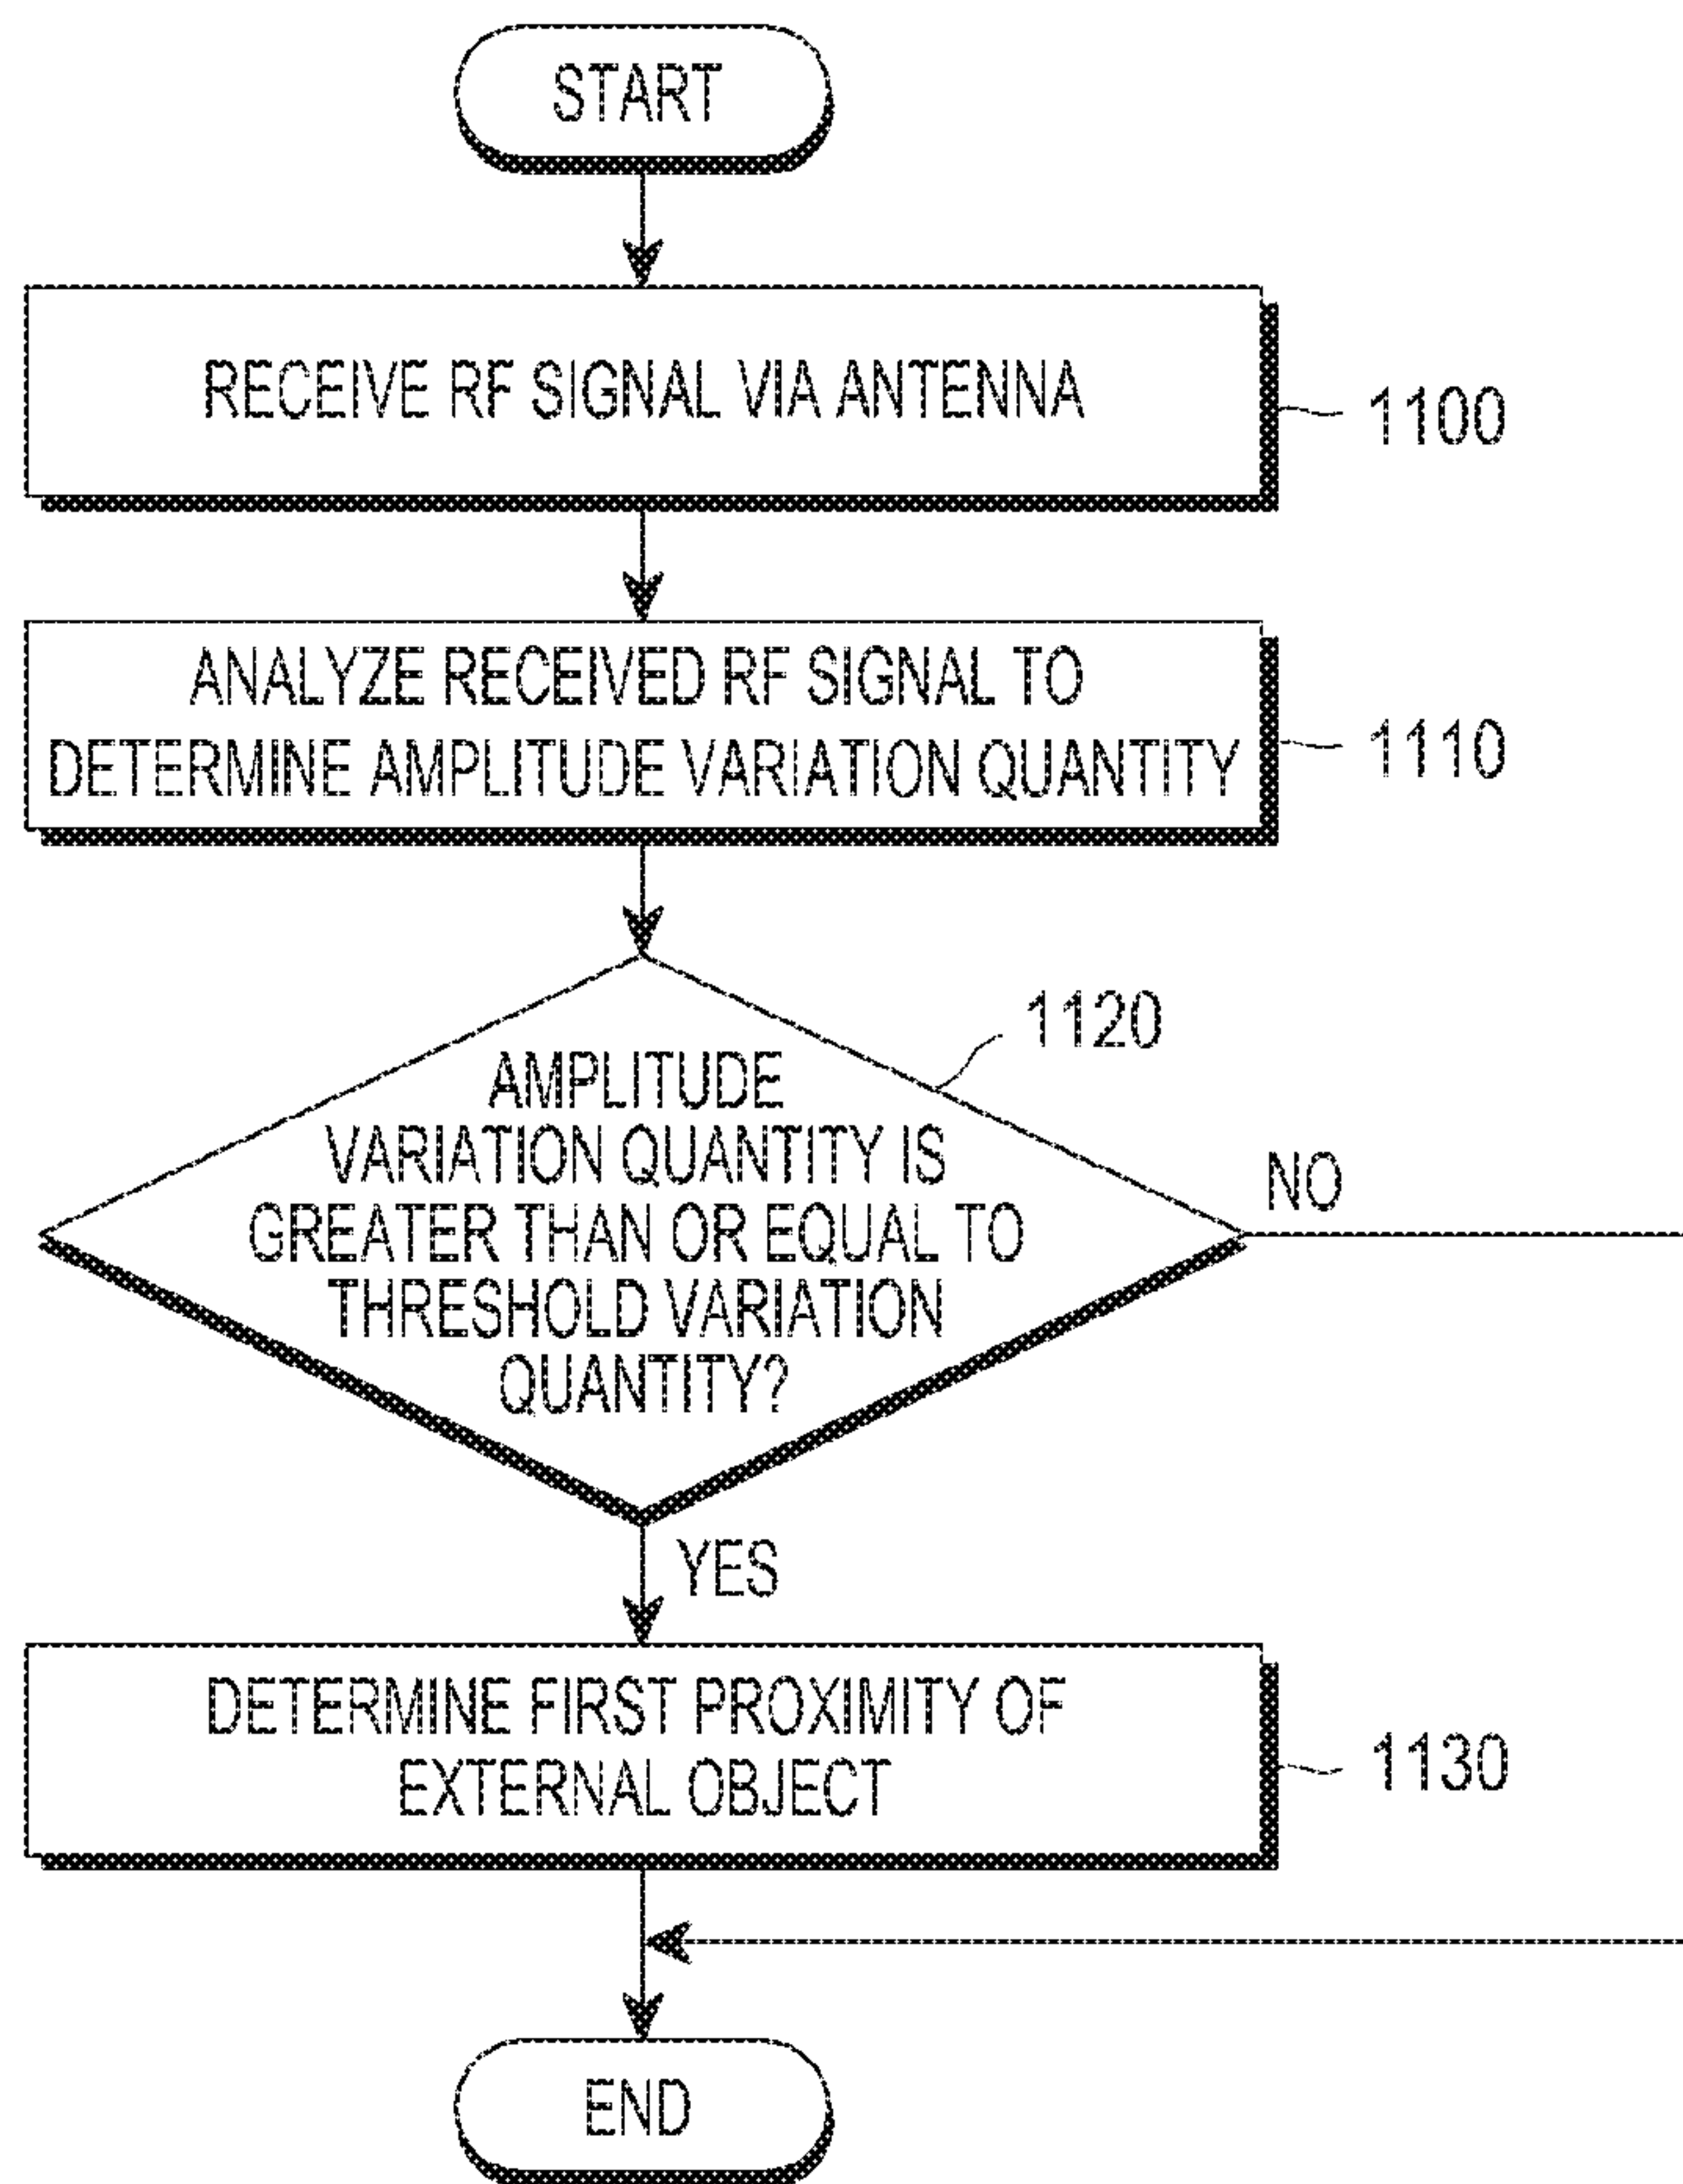 START
RECEIVE RF SIGNAL VIA ANTENNA
1100
ANALYZE RECEIVED RF SIGNAL TO
DETERMINE AMPLITUDE VARIATION QUANTITY
1110
1120
AMPLITUDE
VARIATION QUANTITY IS
GREATER THAN OR EQUAL TO
THRESHOLD VARIATION
QUANTITY?
NO
YES
DETERMINE FIRST PROXIMITY OF
EXTERNAL OBJECT
1130
END